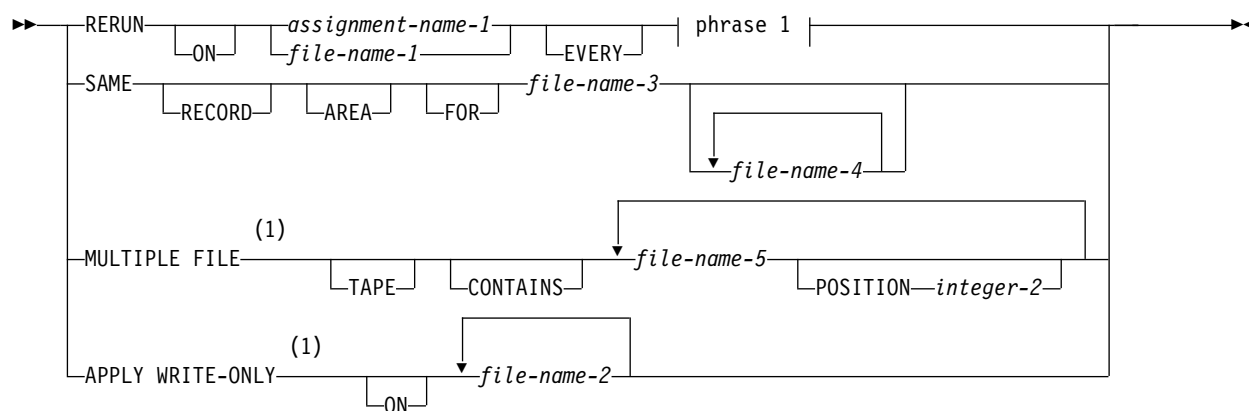 RERUN assignment-name-1 phrase 1
ON file-name-1 EVERY
SAME file-name-3
RECORD AREA FOR
file-name-4
(1)
MULTIPLE FILE file-name-5
TAPE CONTAINS POSITION integer-2
(1)
APPLY WRITE-ONLY file-name-2
ON